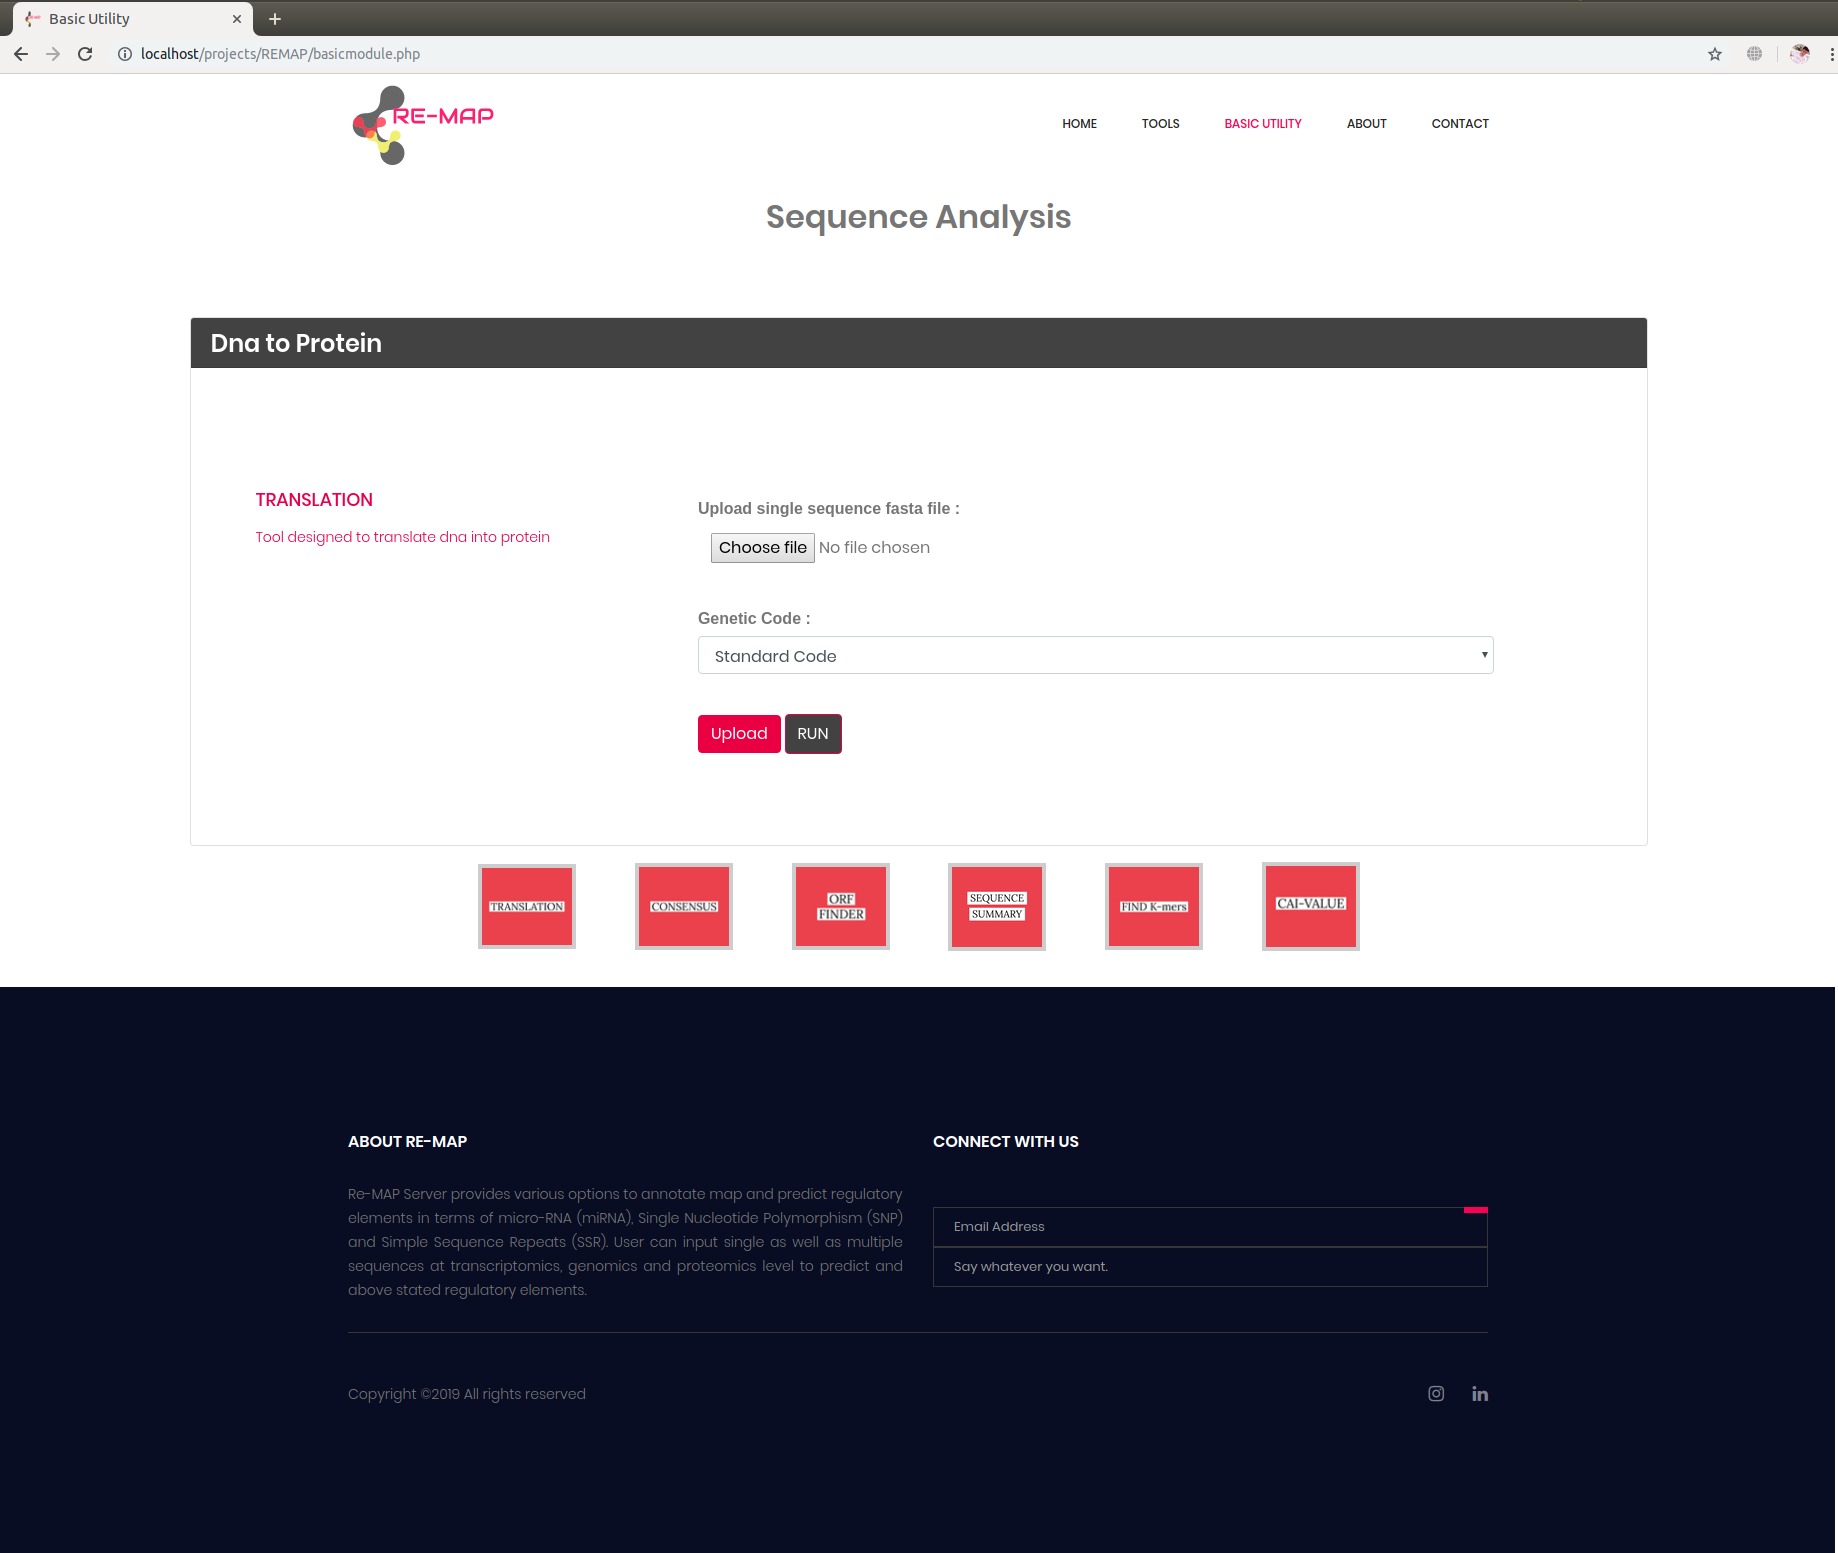 Basic Utility
localhost/projects/REMAP/basicmodule.php
RE-MAP
HOME TOOLS BASIC UTILITY ABOUT CONTACT
Sequence Analysis
Dna to Protein
TRANSLATION
Tool designed to translate dna into protein
Upload single sequence fasta file :
Choose file No file chosen
Genetic Code :
Standard Code
Upload RUN
TRANSLATION
CONSENSUS
ORF
FINDER
SEQUENCE
SUMMARY
FIND K-mers
CAI-VALUE
ABOUT RE-MAP
Re-MAP Server provides various options to annotate map and predict regulatory
elements in terms of micro-RNA (miRNA), Single Nucleotide Polymorphism (SNP)
and Simple Sequence Repeats (SSR). User can input single as well as multiple
sequences at transcriptomics, genomics and proteomics level to predict and
above stated regulatory elements.
CONNECT WITH US
Email Address
Say whatever you want.
Copyright ©2019 All rights reserved
in